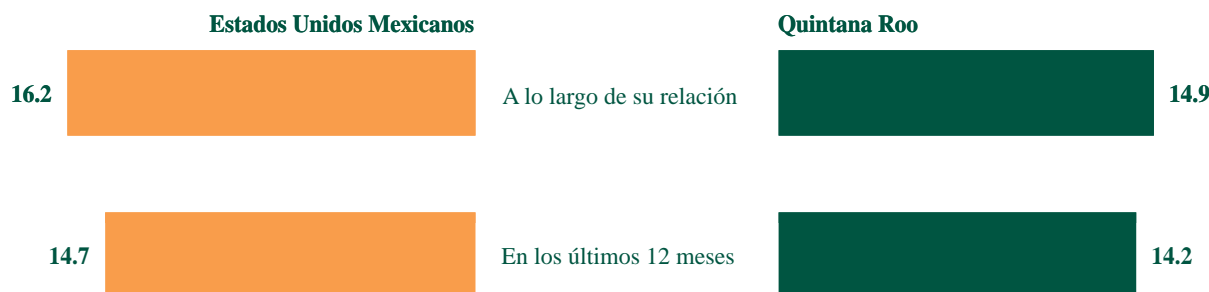 Estados Unidos Mexicanos
Quintana Roo
16.2
A lo largo de su relación
14.9
14.7
En los últimos 12 meses
14.2